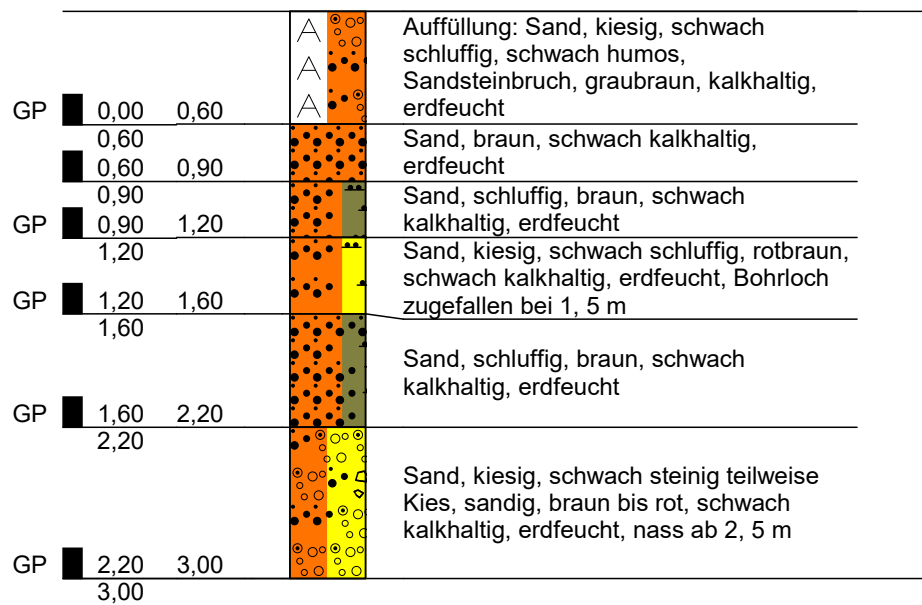 Auffüllung: Sand, kiesig, schwach
schluffig, schwach humos,
Sandsteinbruch, graubraun, kalkhaltig,
erdfeucht
GP 0,00 0,60
0,60
Sand, braun, schwach kalkhaltig,
erdfeucht
GP 0,60 0,90
0,90
Sand, schluffig, braun, schwach
kalkhaltig, erdfeucht
GP 0,90 1,20
1,20
Sand, kiesig, schwach schluffig, rotbraun,
schwach kalkhaltig, erdfeucht, Bohrloch
zugefallen bei 1, 5 m
GP 1,20 1,60
1,60
Sand, schluffig, braun, schwach
kalkhaltig, erdfeucht
GP 1,60 2,20
2,20
Sand, kiesig, schwach steinig teilweise
Kies, sandig, braun bis rot, schwach
kalkhaltig, erdfeucht, nass ab 2, 5 m
GP 2,20 3,00
3,00
A
A
A